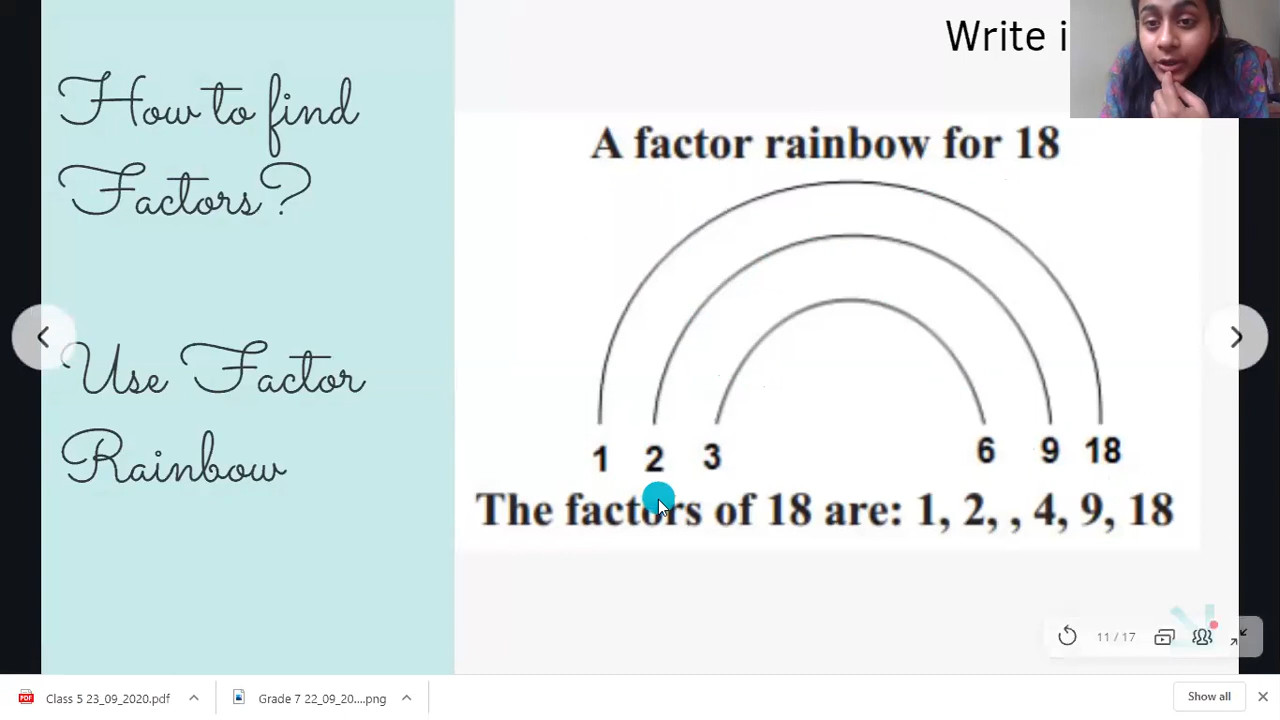 How to find
Factors?
Use Factor
Rainbow
Write i
A factor rainbow for 18
1 2 3 6 9 18
The factors of 18 are: 1, 2, , 4, 9, 18
11 / 17
PDF
Class 5 23_09_2020.pdf
Grade 7 22_09_20....png
Show all